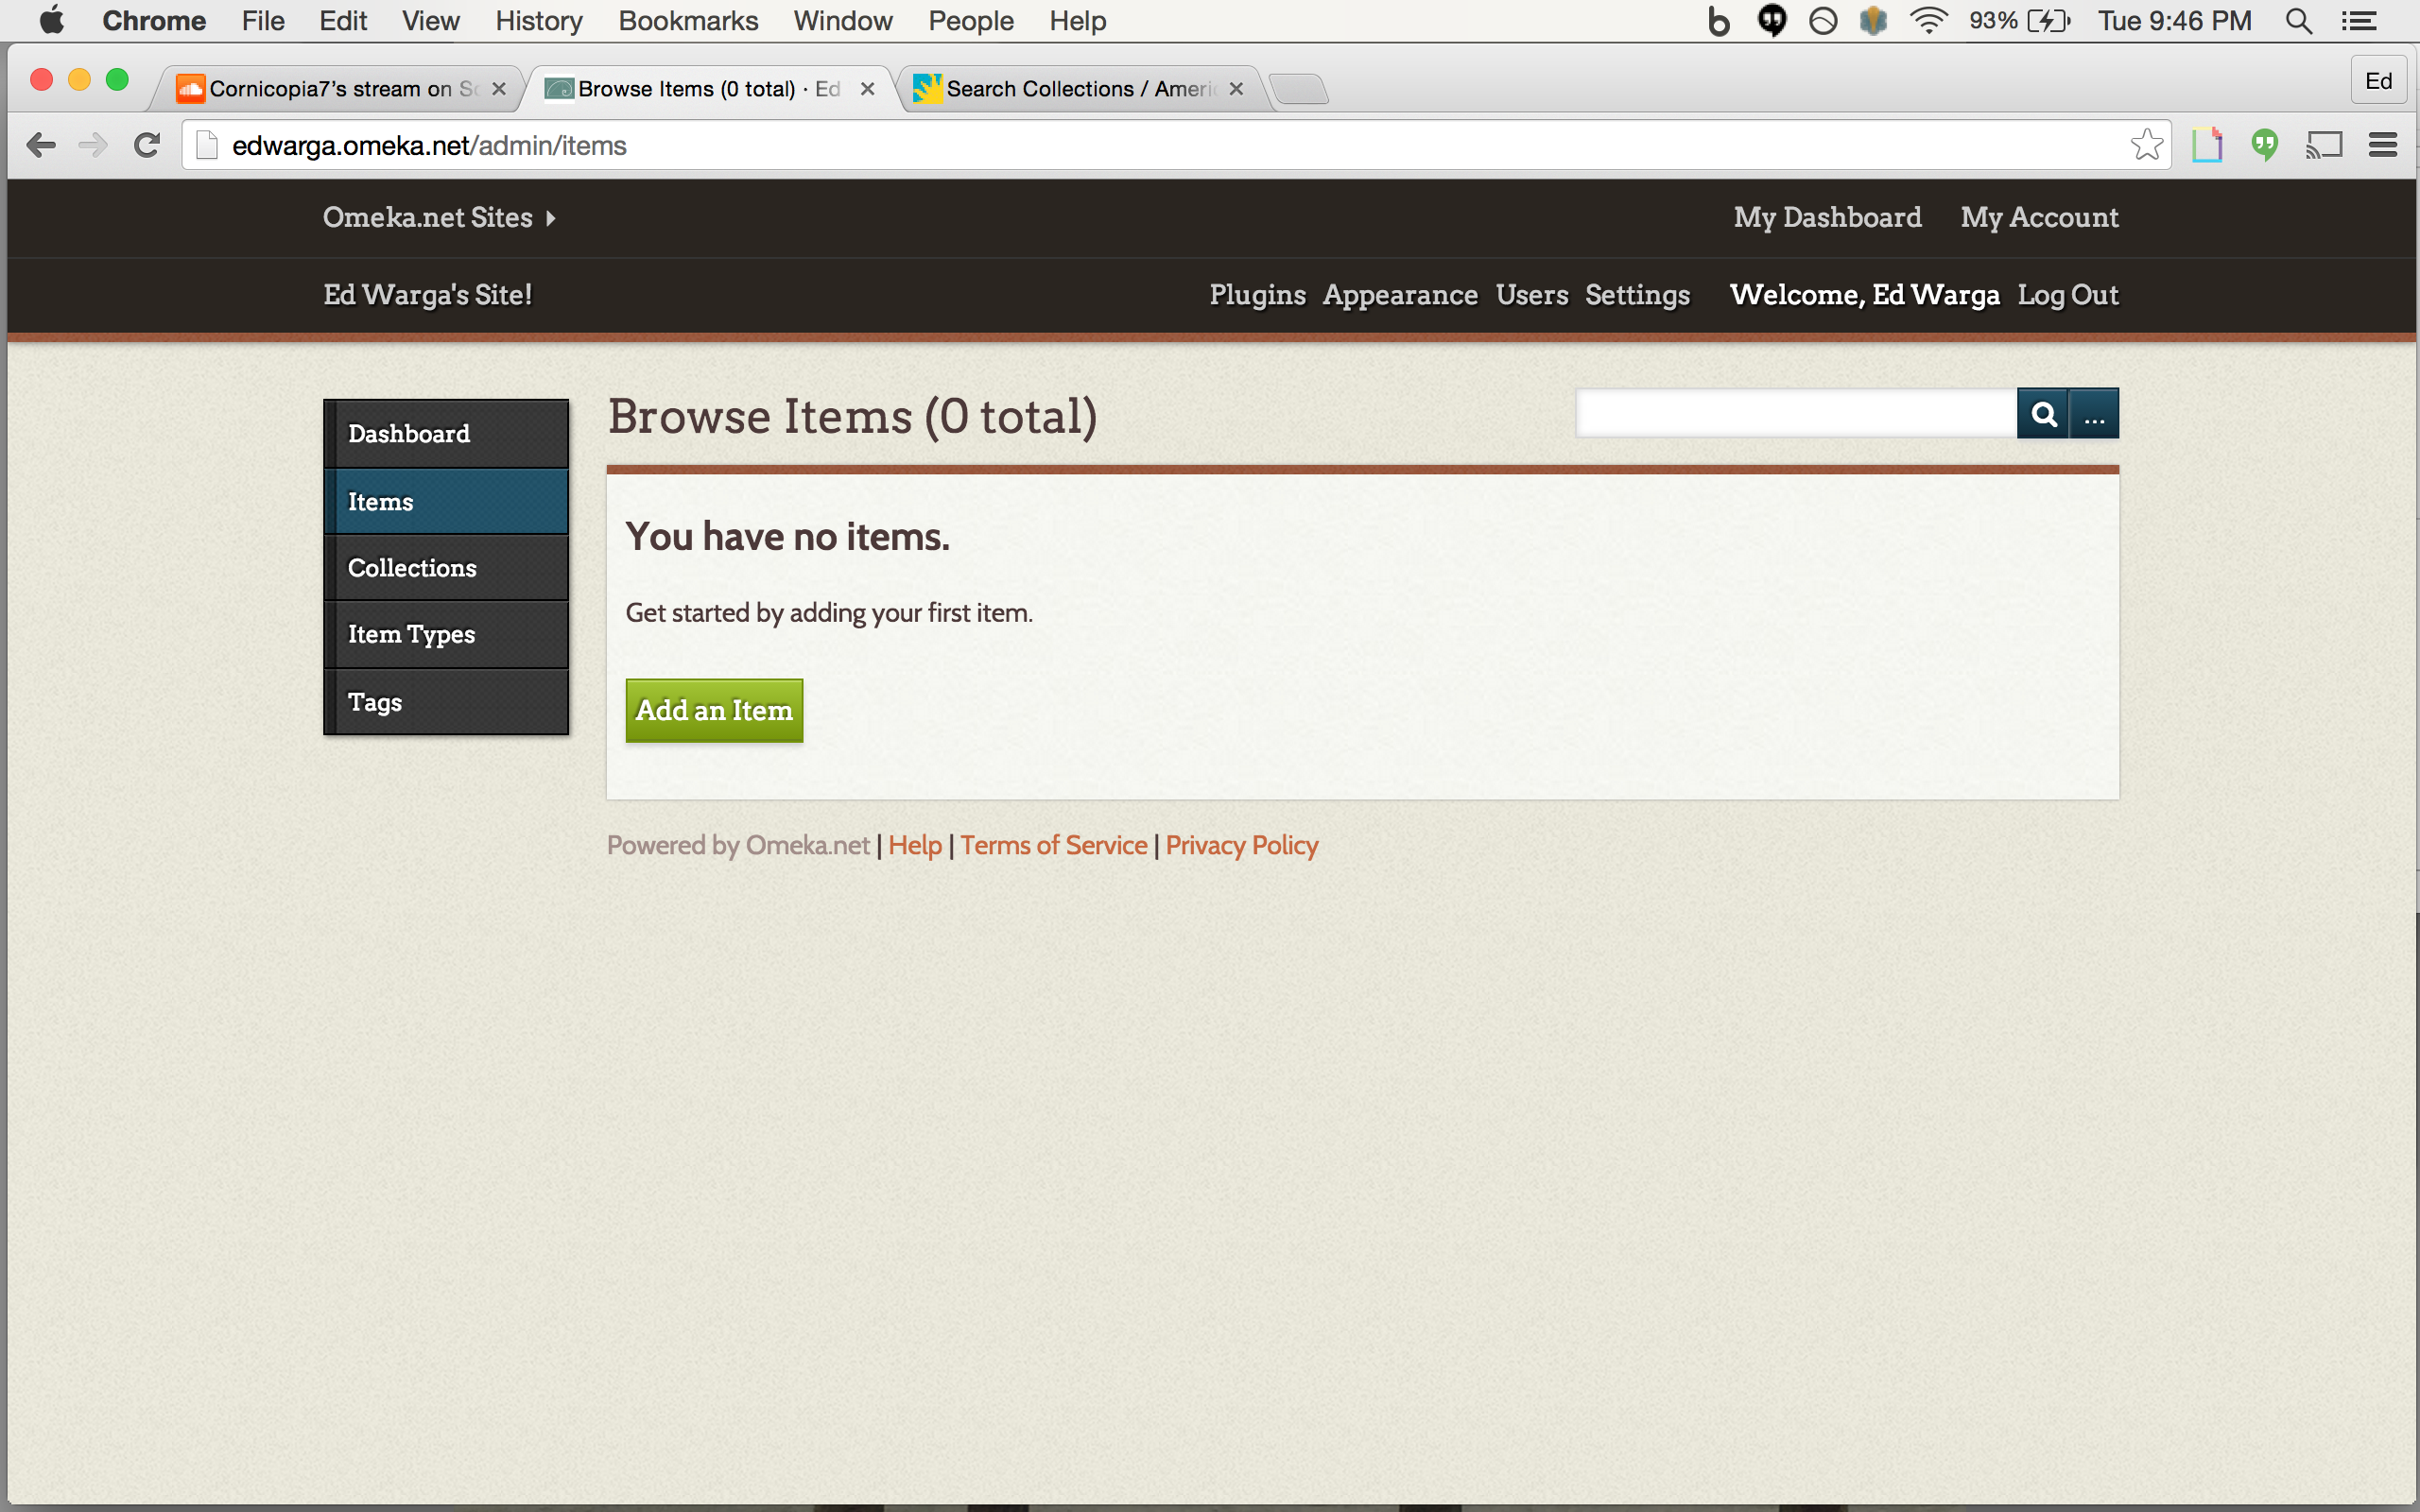 Chrome File Edit View History Bookmarks Window People Help 93% Tue 9:46 PM
Cornicopia7's stream on Browse Items (0 total) · Ed Search Collections / Ameri Ed
edwarga.omeka.net/admin/items
Omeka.net Sites My Dashboard My Account
Ed Warga's Site! Plugins Appearance Users Settings Welcome, Ed Warga Log Out
Browse Items (0 total) ...
Dashboard
Items
Collections
Item Types
Tags
You have no items.
Get started by adding your first item.
Add an Item
Powered by Omeka.net | Help | Terms of Service | Privacy Policy